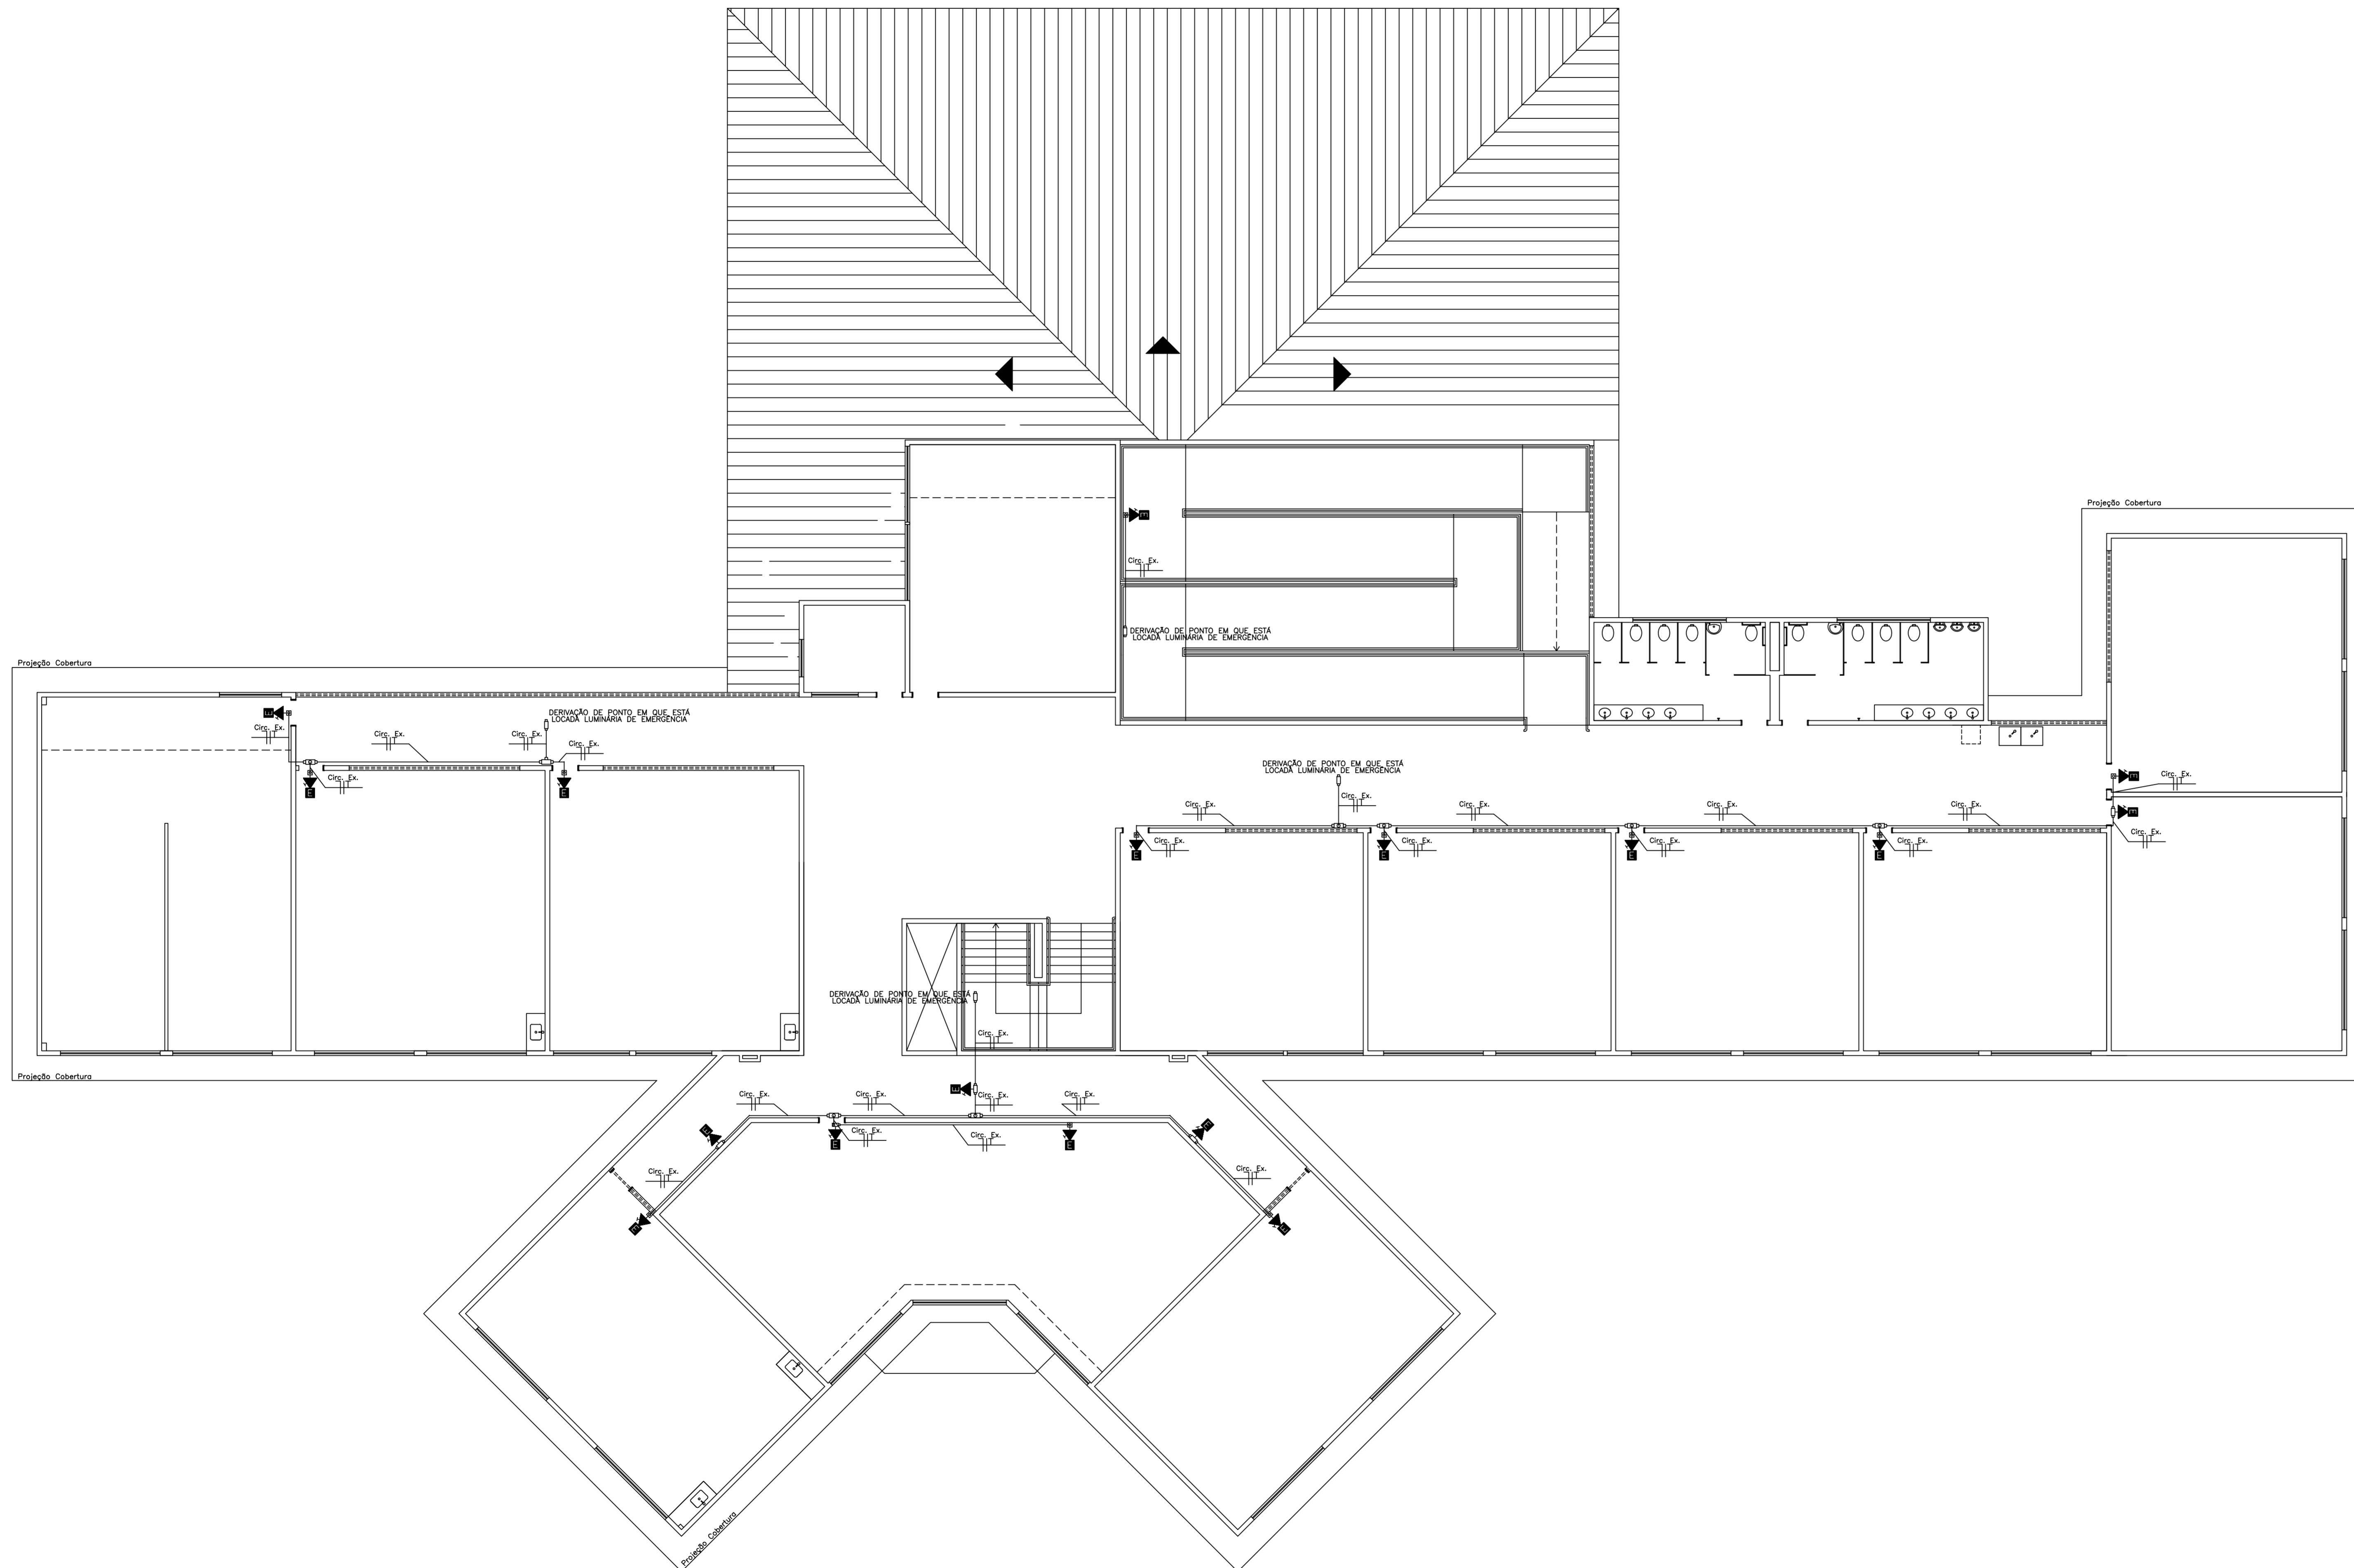 Projeção Cobertura
Circ. Ex.
DERIVAÇÃO DE PONTO EM QUE ESTÁ
LOCADA LUMINÁRIA DE EMERGÊNCIA
Projeção Cobertura
E
E
DERIVAÇÃO DE PONTO EM QUE ESTÁ
LOCADA LUMINÁRIA DE EMERGÊNCIA
Circ. Ex.
Circ. Ex.
Circ. Ex.
Circ. Ex.
Circ. Ex.
E
E
DERIVAÇÃO DE PONTO EM QUE ESTÁ
LOCADA LUMINÁRIA DE EMERGÊNCIA
Circ. Ex.
Circ. Ex.
Circ. Ex.
Circ. Ex.
Circ. Ex.
E
Circ. Ex.
E
Circ. Ex.
Circ. Ex.
Circ. Ex.
Circ. Ex.
Circ. Ex.
E
E
E
E
DERIVAÇÃO DE PONTO EM QUE ESTÁ
LOCADA LUMINÁRIA DE EMERGÊNCIA
Circ. Ex.
Projeção Cobertura
E
Circ. Ex.
Circ. Ex.
Circ. Ex.
Circ. Ex.
E
Circ. Ex.
E
Circ. Ex.
E
E
Circ. Ex.
Circ. Ex.
E
E
Projeção Cobertura